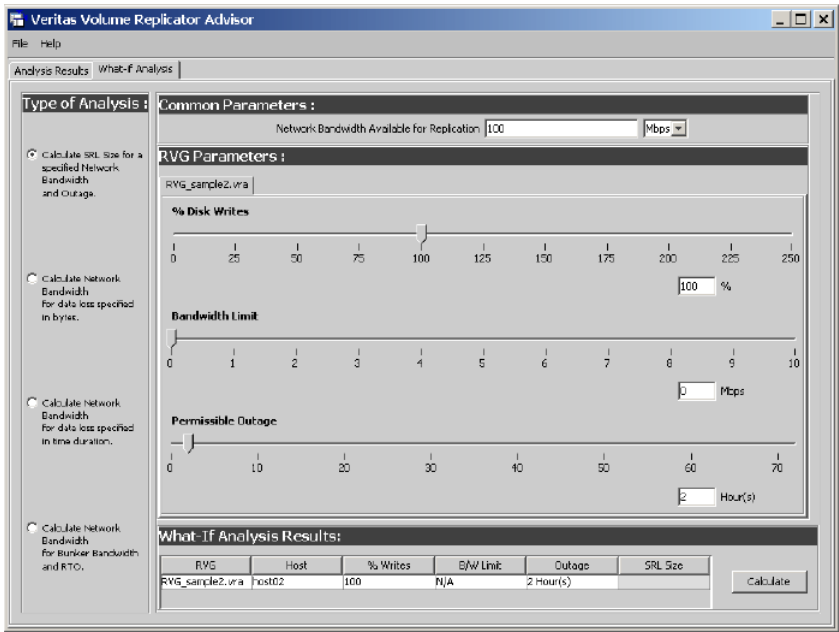 Veritas Volume Replicator Advisor
File Help
Analysis Results What-if Analysis
Type of Analysis :
Calculate SRL Size for a
specified Network
Bandwidth
and Outage.
Calculate Network
Bandwidth
for data loss specified
in bytes.
Calculate Network
Bandwidth
for data loss specified
in time duration.
Calculate Network
Bandwidth
for Bunker Bandwidth
and RTO.
Common Parameters :
Network Bandwidth Available for Replication 100 Mbps
RVG Parameters :
RVG_sample2.vra
% Disk Writes
0 25 50 75 100 125 150 175 200 225 250
100 %
Bandwidth Limit
0 1 2 3 4 5 6 7 8 9 10
0 Mbps
Permissible Outage
0 10 20 30 40 50 60 70
2 Hour(s)
What-If Analysis Results:
RVG Host % Writes B/W Limit Outage SRL Size
RVG_sample2.vra host02 100 N/A 2 Hour(s)
Calculate